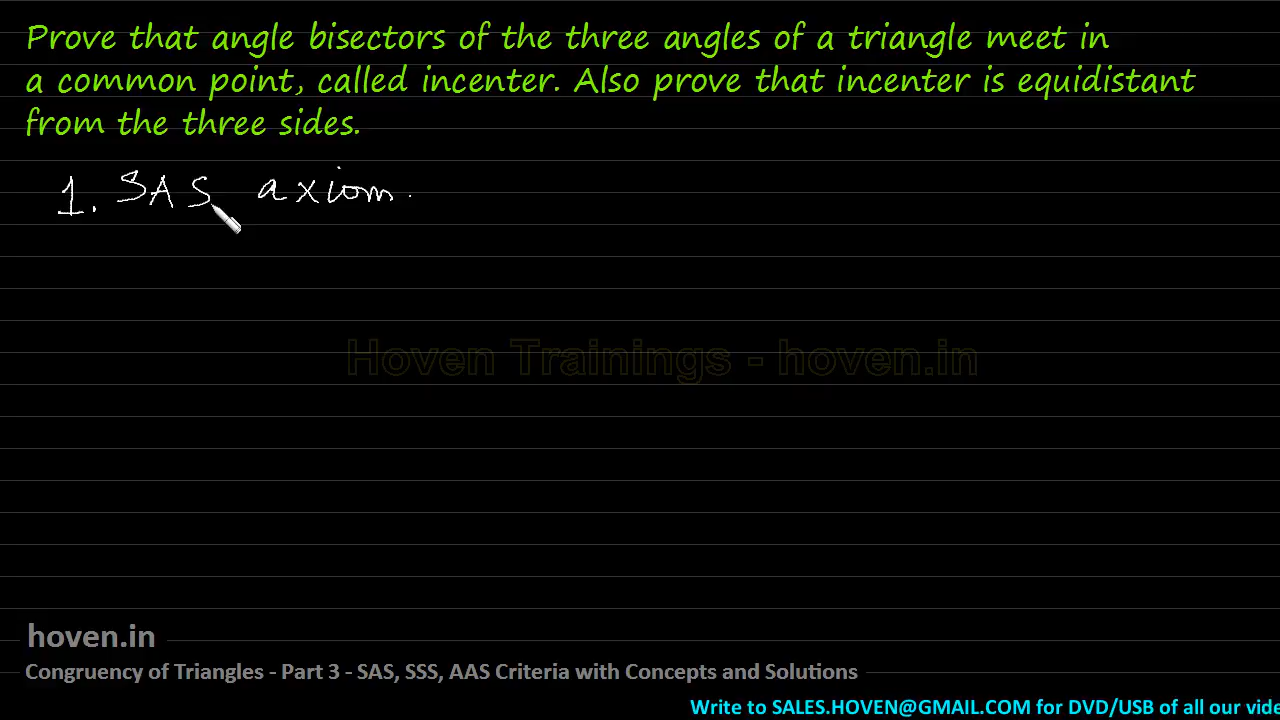 Prove that angle bisectors of the three angles of a triangle meet in
a common point, called incenter. Also prove that incenter is equidistant
from the three sides.
1. SAS axiom.
Hoven Trainings - hoven.in
hoven.in
Congruency of Triangles - Part 3 - SAS, SSS, AAS Criteria with Concepts and Solutions
Write to SALES.HOVEN@GMAIL.COM for DVD/USB of all our vide